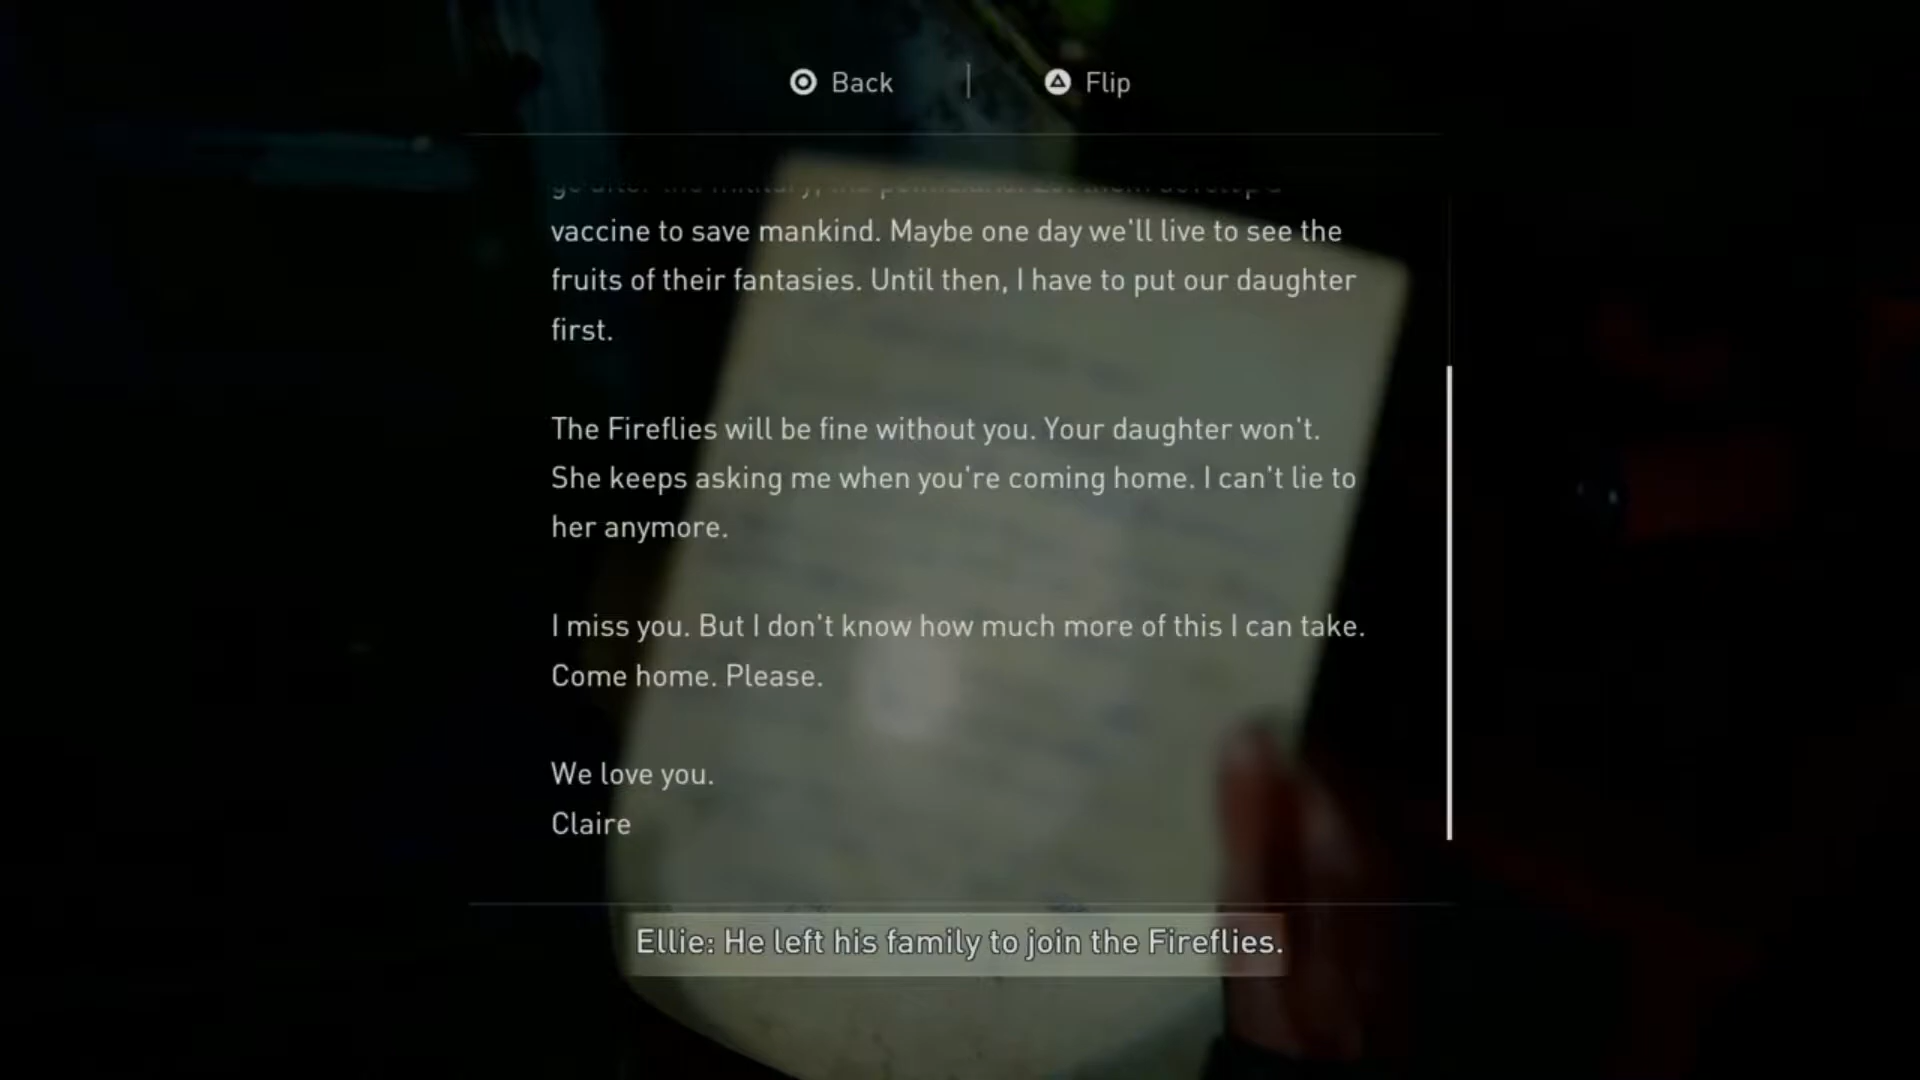 Back | Flip
vaccine to save mankind. Maybe one day we'll live to see the
fruits of their fantasies. Until then, I have to put our daughter
first.
The Fireflies will be fine without you. Your daughter won't.
She keeps asking me when you're coming home. I can't lie to
her anymore.
I miss you. But I don't know how much more of this I can take.
Come home. Please.
We love you.
Claire
Ellie: He left his family to join the Fireflies.